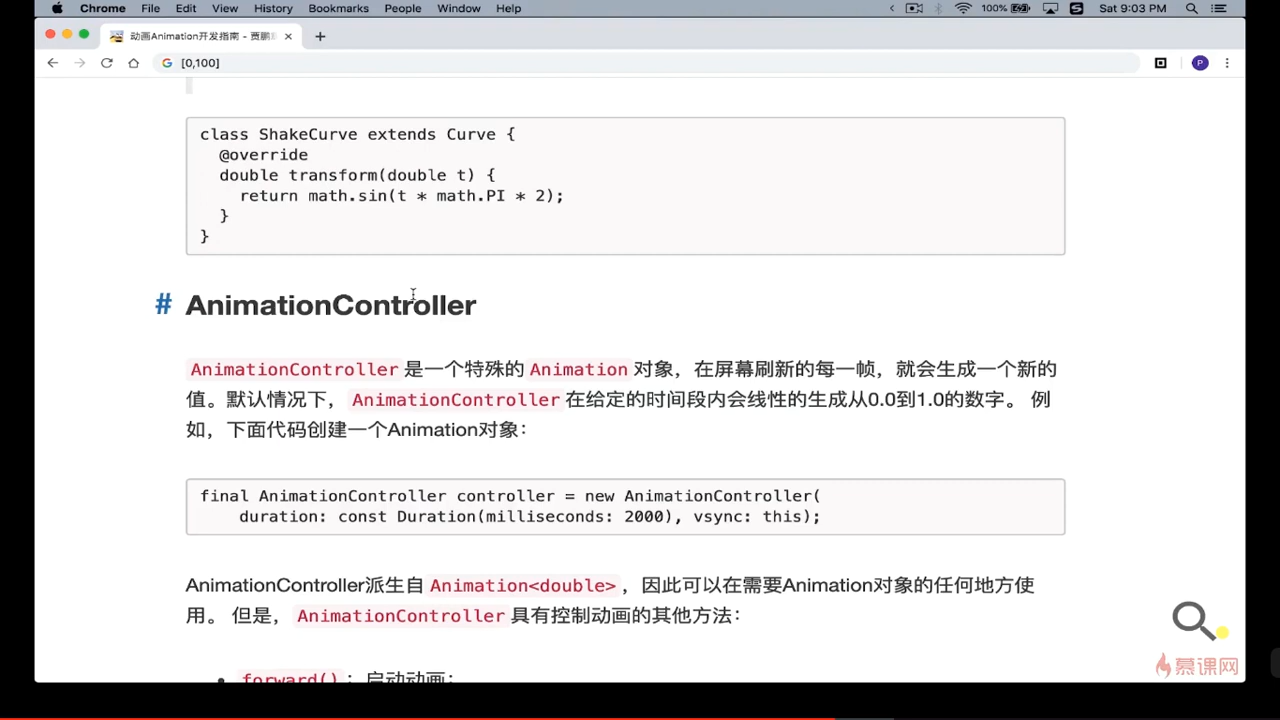 Chrome File Edit View History Bookmarks People Window Help 100% Sat 9:03 PM
动画Animation开发指南 - 贾鹏
[0,100] P
class ShakeCurve extends Curve {
@override
double transform(double t) {
return math.sin(t * math.PI * 2);
}
}
# AnimationController
AnimationController 是一个特殊的 Animation 对象，在屏幕刷新的每一帧，就会生成一个新的
值。默认情况下， AnimationController 在给定的时间段内会线性的生成从0.0到1.0的数字。 例
如，下面代码创建一个Animation对象：
final AnimationController controller = new AnimationController(
duration: const Duration(milliseconds: 2000), vsync: this);
AnimationController派生自 Animation<double> ，因此可以在需要Animation对象的任何地方使
用。 但是， AnimationController 具有控制动画的其他方法：
forward() ：启动动画；
慕课网